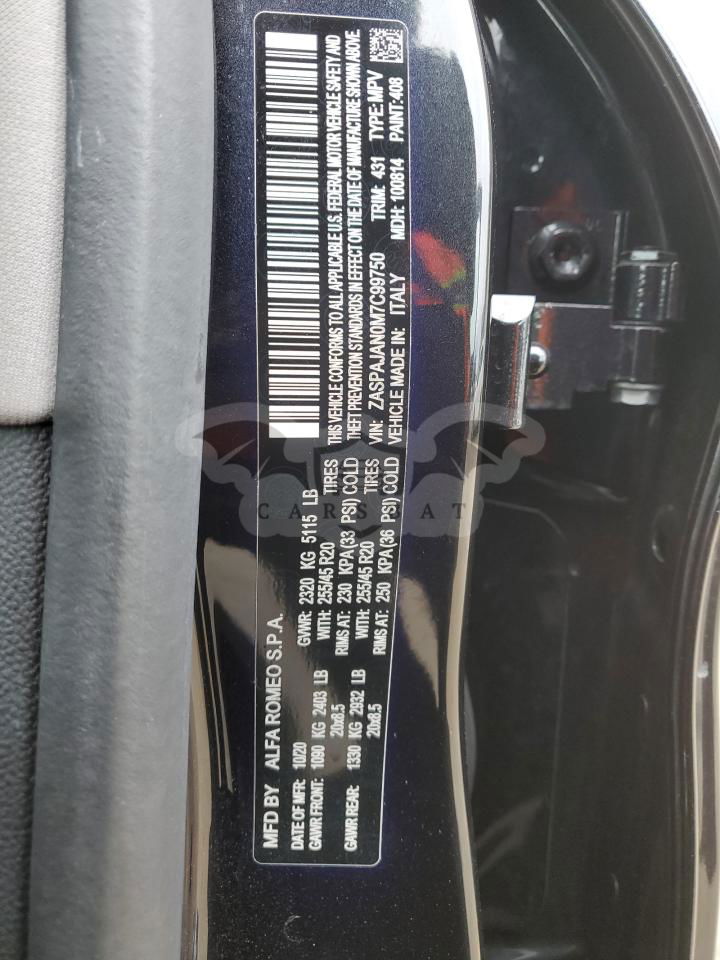 MFD BY ALFA ROMEO S.P.A.
DATE OF MFR: 10/20 GVWR: 2320 KG 5115 LB
GAWR FRONT: 1090 KG 2403 LB WITH: 255/45 R20 TIRES
20x8.5 RIMS AT: 230 KPA(33 PSI) COLD
GAWR REAR: 1330 KG 2932 LB WITH: 255/45 R20 TIRES
20x8.5 RIMS AT: 250 KPA(36 PSI) COLD
THIS VEHICLE CONFORMS TO ALL APPLICABLE U.S. FEDERAL MOTOR VEHICLE SAFETY AND
THEFT PREVENTION STANDARDS IN EFFECT ON THE DATE OF MANUFACTURE SHOWN ABOVE.
VIN: ZASPAJAN0M7C99750 TRIM: 431 TYPE: MPV
VEHICLE MADE IN: ITALY MDH: 100814 PAINT: 408
CARSBAT